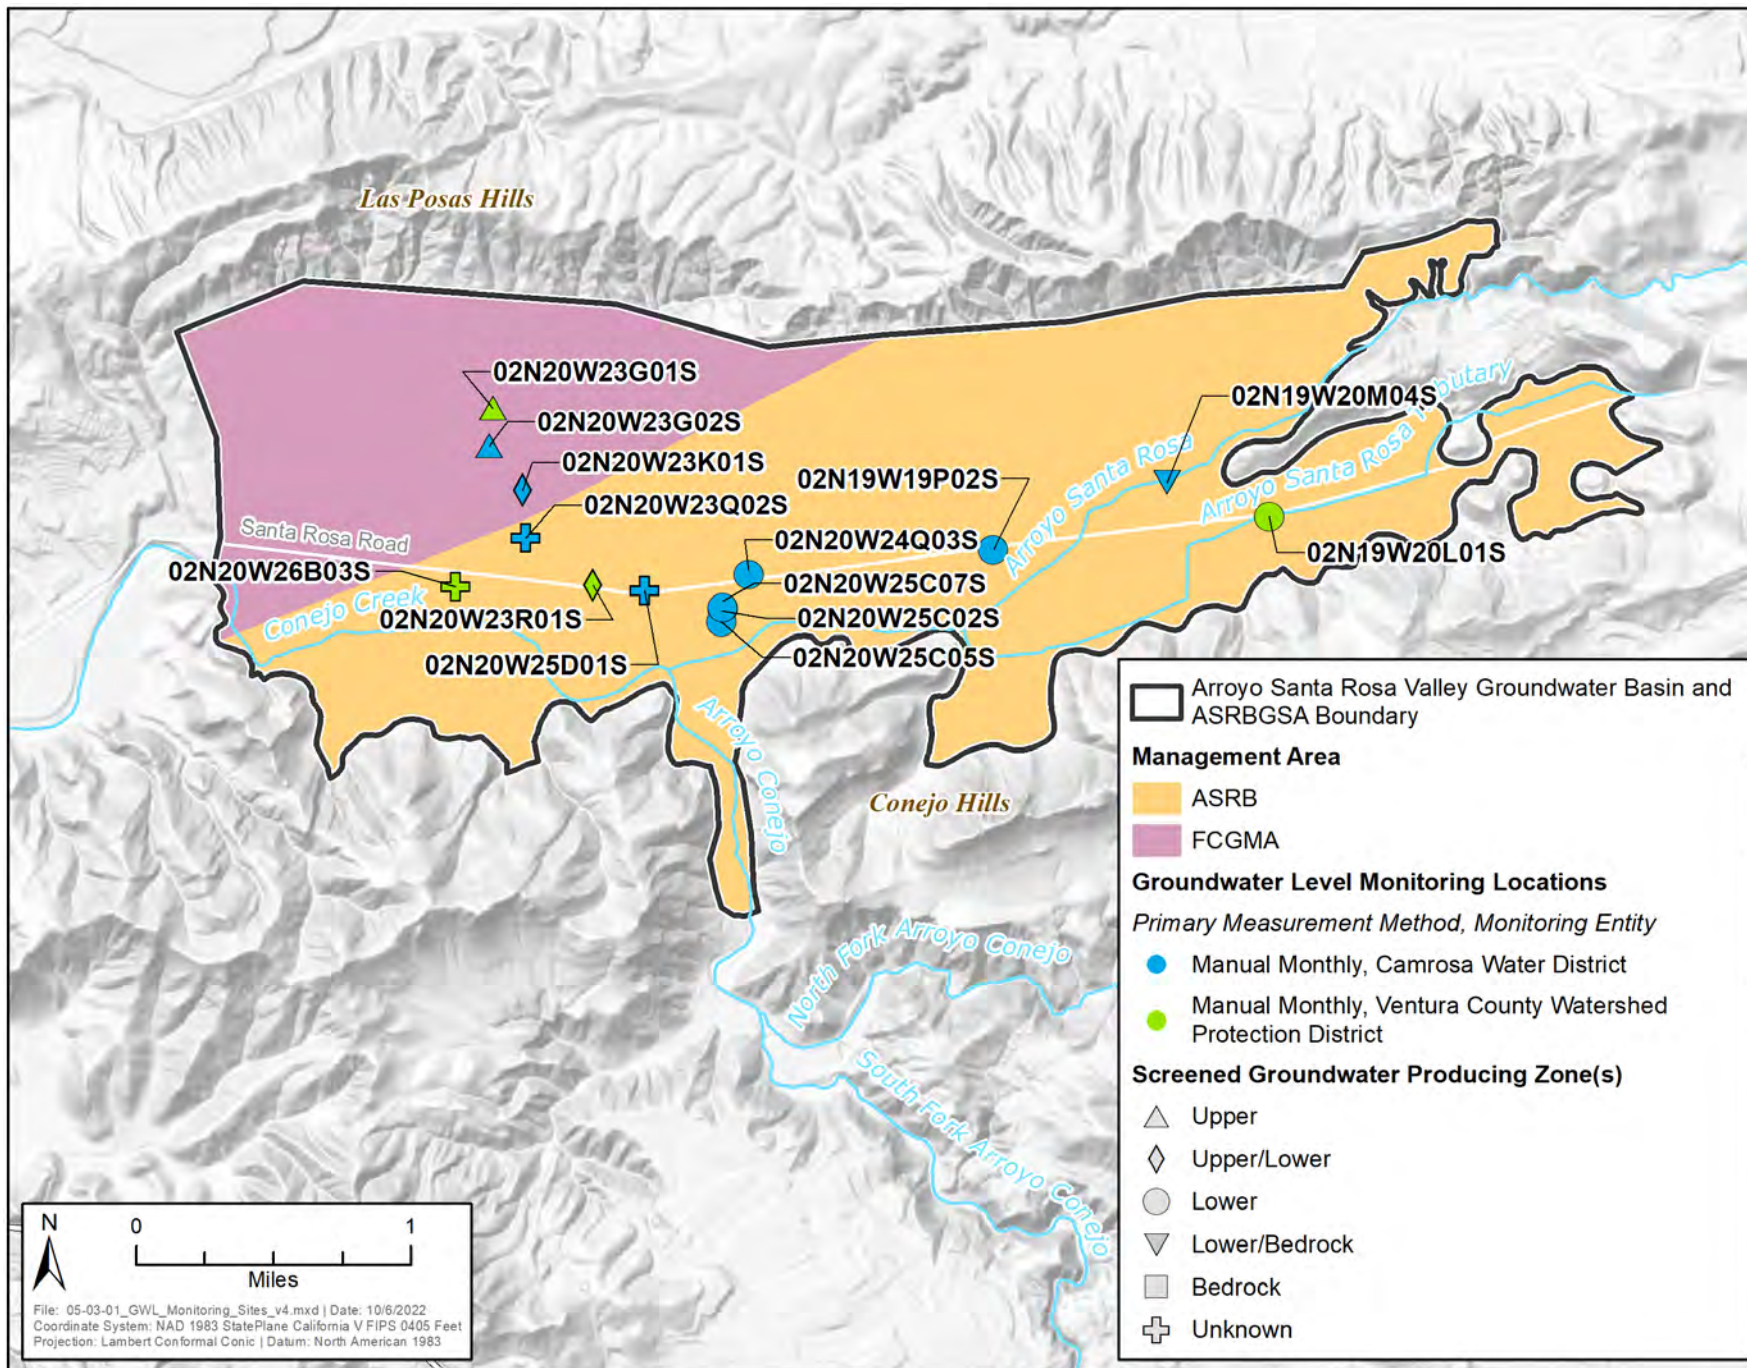 Las Posas Hills
02N20W23G01S
02N20W23G02S
02N20W23K01S
02N20W23Q02S
02N19W20M04S
02N19W19P02S
Arroyo Santa Rosa
Arroyo Santa Rosa Tributary
Santa Rosa Road
02N20W24Q03S
02N19W20L01S
02N20W26B03S
02N20W25C07S
Conejo Creek
02N20W23R01S
02N20W25C02S
02N20W25D01S
02N20W25C05S
Arroyo Conejo
Conejo Hills
North Fork Arroyo Conejo
South Fork Arroyo Conejo
Arroyo Santa Rosa Valley Groundwater Basin and
ASRBGSA Boundary
Management Area
ASRB
FCGMA
Groundwater Level Monitoring Locations
Primary Measurement Method, Monitoring Entity
Manual Monthly, Camrosa Water District
Manual Monthly, Ventura County Watershed
Protection District
Screened Groundwater Producing Zone(s)
Upper
Upper/Lower
Lower
Lower/Bedrock
Bedrock
Unknown
N
0 1
Miles
File: 05-03-01_GWL_Monitoring_Sites_v4.mxd | Date: 10/6/2022
Coordinate System: NAD 1983 StatePlane California V FIPS 0405 Feet
Projection: Lambert Conformal Conic | Datum: North American 1983